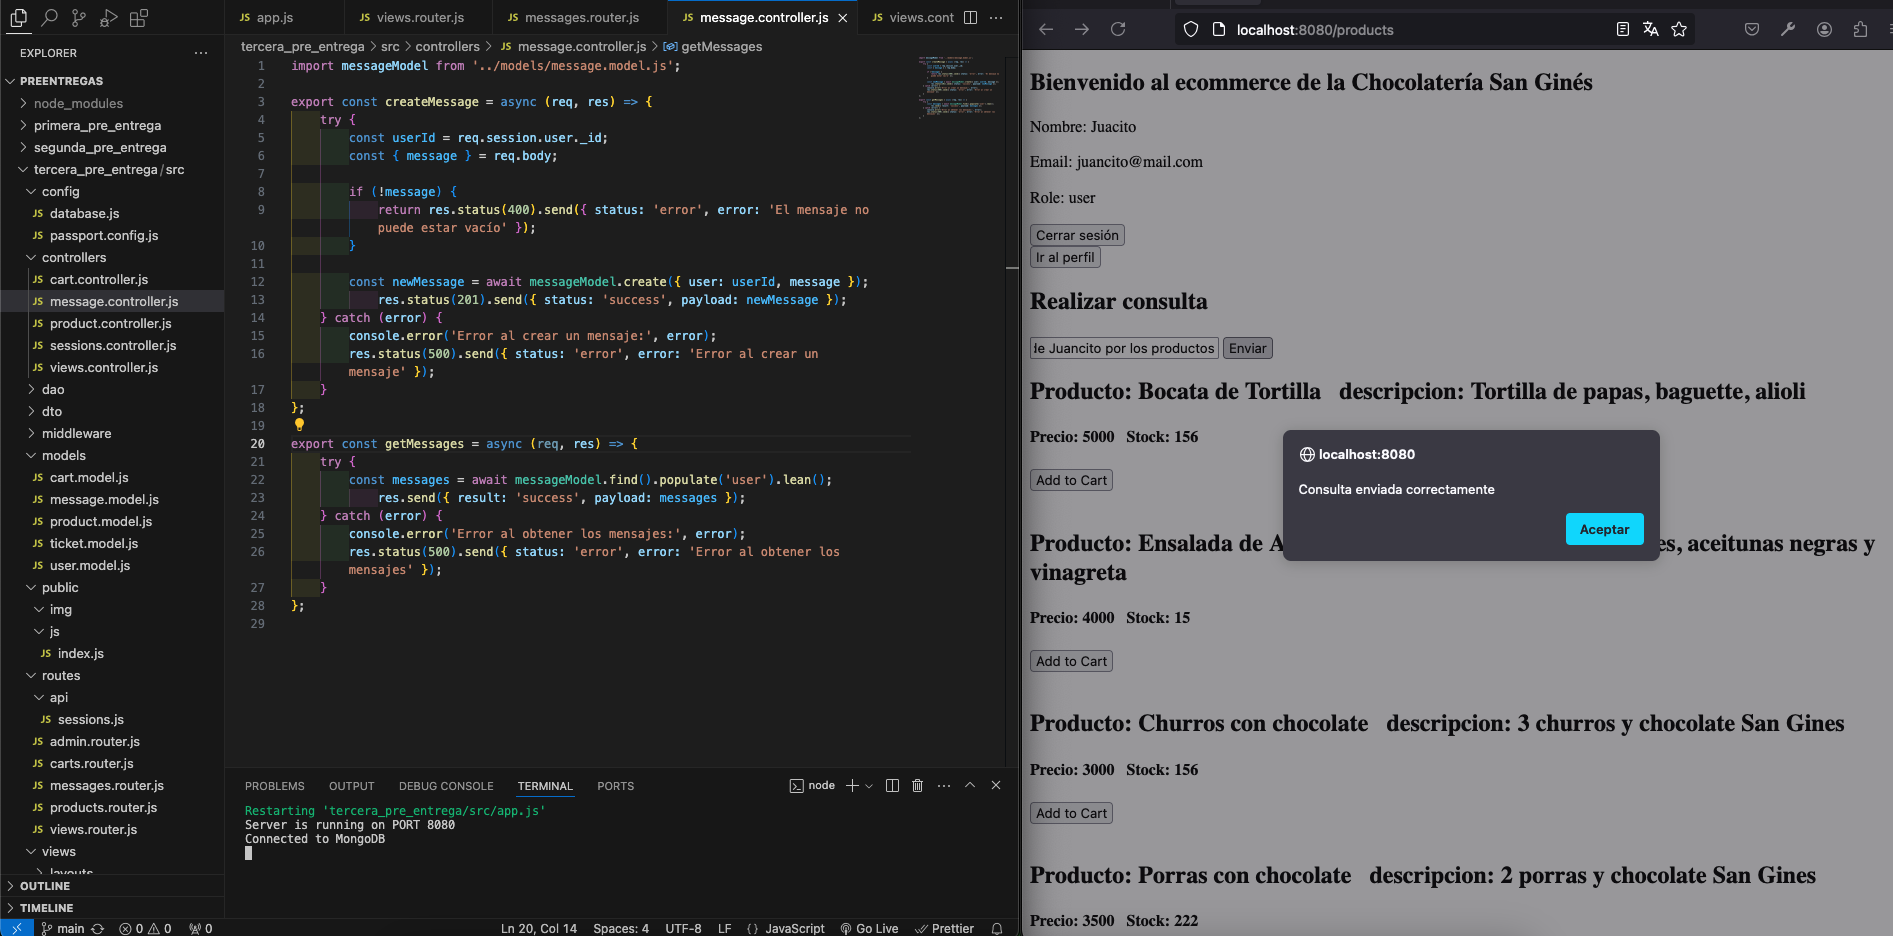 EXPLORER
PREENTREGAS
node_modules
primera_pre_entrega
segunda_pre_entrega
tercera_pre_entrega/src
config
JS database.js
JS passport.config.js
controllers
JS cart.controller.js
JS message.controller.js
JS product.controller.js
JS sessions.controller.js
JS views.controller.js
dao
dto
middleware
models
JS cart.model.js
JS message.model.js
JS product.model.js
JS ticket.model.js
JS user.model.js
public
img
js
JS index.js
routes
api
JS sessions.js
JS admin.router.js
JS carts.router.js
JS messages.router.js
JS products.router.js
JS views.router.js
views
layouts
OUTLINE
TIMELINE
JS app.js JS views.router.js JS messages.router.js JS message.controller.js JS views.cont
tercera_pre_entrega > src > controllers > JS message.controller.js > getMessages
1 import messageModel from '../models/message.model.js';
2
3 export const createMessage = async (req, res) => {
4 try {
5 const userId = req.session.user._id;
6 const { message } = req.body;
7
8 if (!message) {
9 return res.status(400).send({ status: 'error', error: 'El mensaje no
puede estar vacío' });
10 }
11
12 const newMessage = await messageModel.create({ user: userId, message });
13 res.status(201).send({ status: 'success', payload: newMessage });
14 } catch (error) {
15 console.error('Error al crear un mensaje:', error);
16 res.status(500).send({ status: 'error', error: 'Error al crear un
mensaje' });
17 }
18 };
19
20 export const getMessages = async (req, res) => {
21 try {
22 const messages = await messageModel.find().populate('user').lean();
23 res.send({ result: 'success', payload: messages });
24 } catch (error) {
25 console.error('Error al obtener los mensajes:', error);
26 res.status(500).send({ status: 'error', error: 'Error al obtener los
mensajes' });
27 }
28 };
29
PROBLEMS OUTPUT DEBUG CONSOLE TERMINAL PORTS node
Restarting 'tercera_pre_entrega/src/app.js'
Server is running on PORT 8080
Connected to MongoDB
main 0 0 0 Ln 20, Col 14 Spaces: 4 UTF-8 LF {} JavaScript Go Live Prettier
localhost:8080/products
Bienvenido al ecommerce de la Chocolatería San Ginés
Nombre: Juacito
Email: juancito@mail.com
Role: user
Cerrar sesión
Ir al perfil
Realizar consulta
de Juancito por los productos Enviar
Producto: Bocata de Tortilla descripcion: Tortilla de papas, baguette, alioli
Precio: 5000 Stock: 156
Add to Cart
localhost:8080
Consulta enviada correctamente
Aceptar
Producto: Ensalada de A es, aceitunas negras y
vinagreta
Precio: 4000 Stock: 15
Add to Cart
Producto: Churros con chocolate descripcion: 3 churros y chocolate San Gines
Precio: 3000 Stock: 156
Add to Cart
Producto: Porras con chocolate descripcion: 2 porras y chocolate San Gines
Precio: 3500 Stock: 222